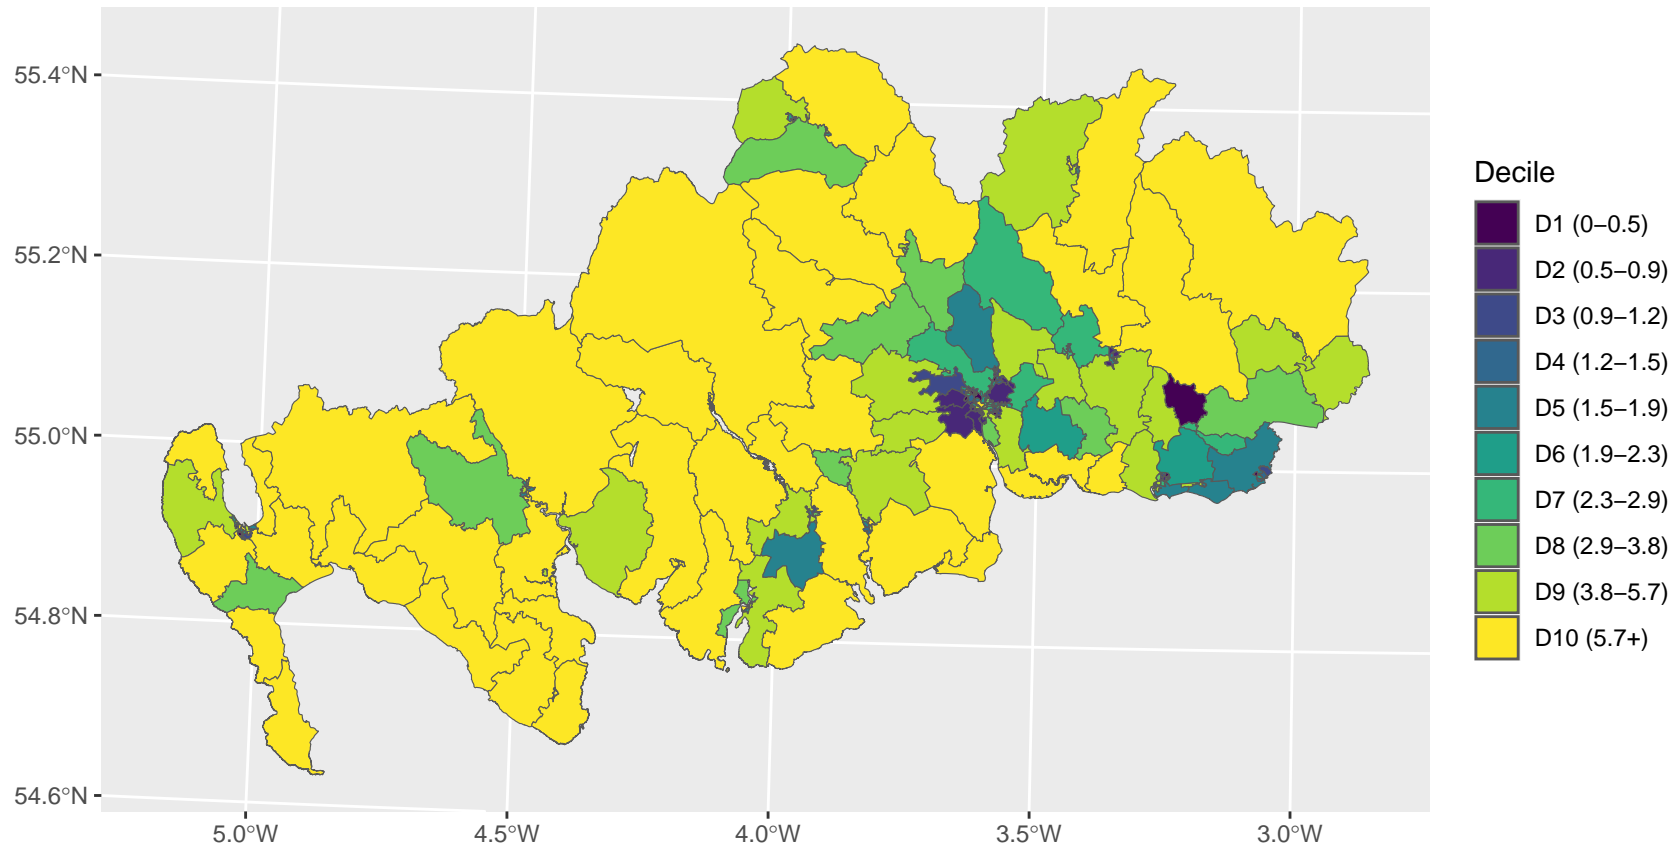 55.4°N
55.2°N
55.0°N
54.8°N
54.6°N
5.0°W
4.5°W
4.0°W
3.5°W
3.0°W
Decile
D1 (0–0.5)
D2 (0.5–0.9)
D3 (0.9–1.2)
D4 (1.2–1.5)
D5 (1.5–1.9)
D6 (1.9–2.3)
D7 (2.3–2.9)
D8 (2.9–3.8)
D9 (3.8–5.7)
D10 (5.7+)